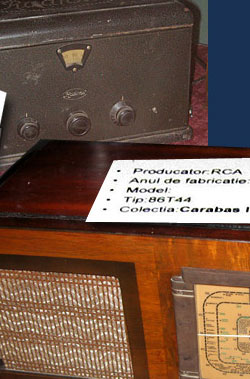 • Producator:RCA
• Anul de fabricatie:
• Model:
• Tip:86T44
• Colectia:Carabas